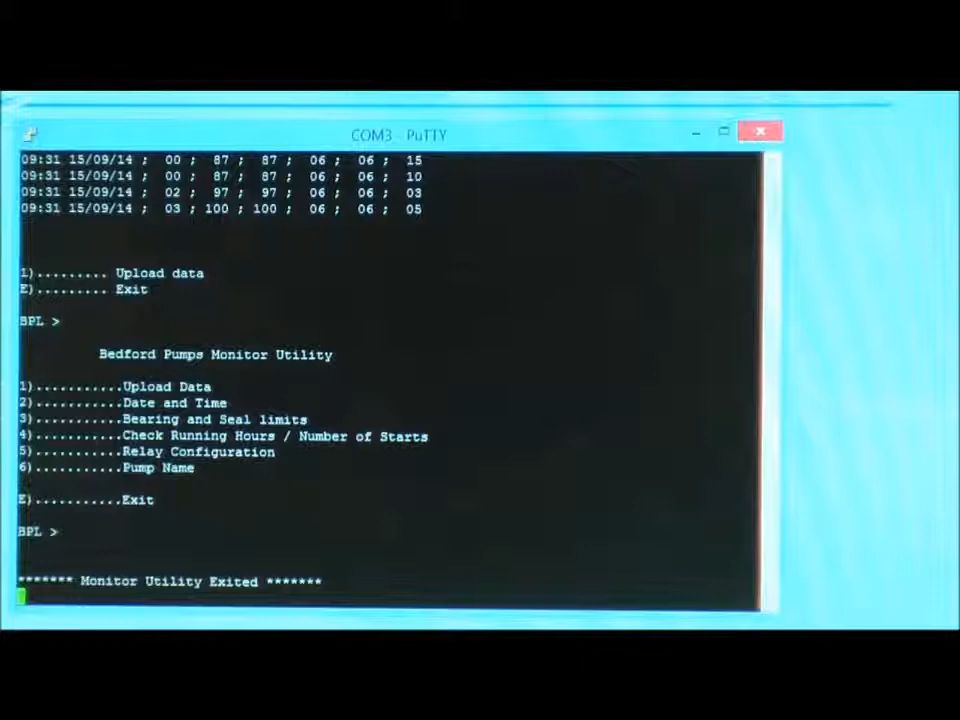 COM3 - PuTTY
09:31 15/09/14 ;  00 ;  87 ;  87 ;  06 ;  06 ;  15
09:31 15/09/14 ;  00 ;  87 ;  87 ;  06 ;  06 ;  10
09:31 15/09/14 ;  02 ;  97 ;  97 ;  06 ;  06 ;  03
09:31 15/09/14 ;  03 ; 100 ; 100 ;  06 ;  06 ;  05
1)......... Upload data
E)......... Exit
BPL >
Bedford Pumps Monitor Utility
1)...........Upload Data
2)...........Date and Time
3)...........Bearing and Seal limits
4)...........Check Running Hours / Number of Starts
5)...........Relay Configuration
6)...........Pump Name
E)...........Exit
BPL >
******* Monitor Utility Exited *******